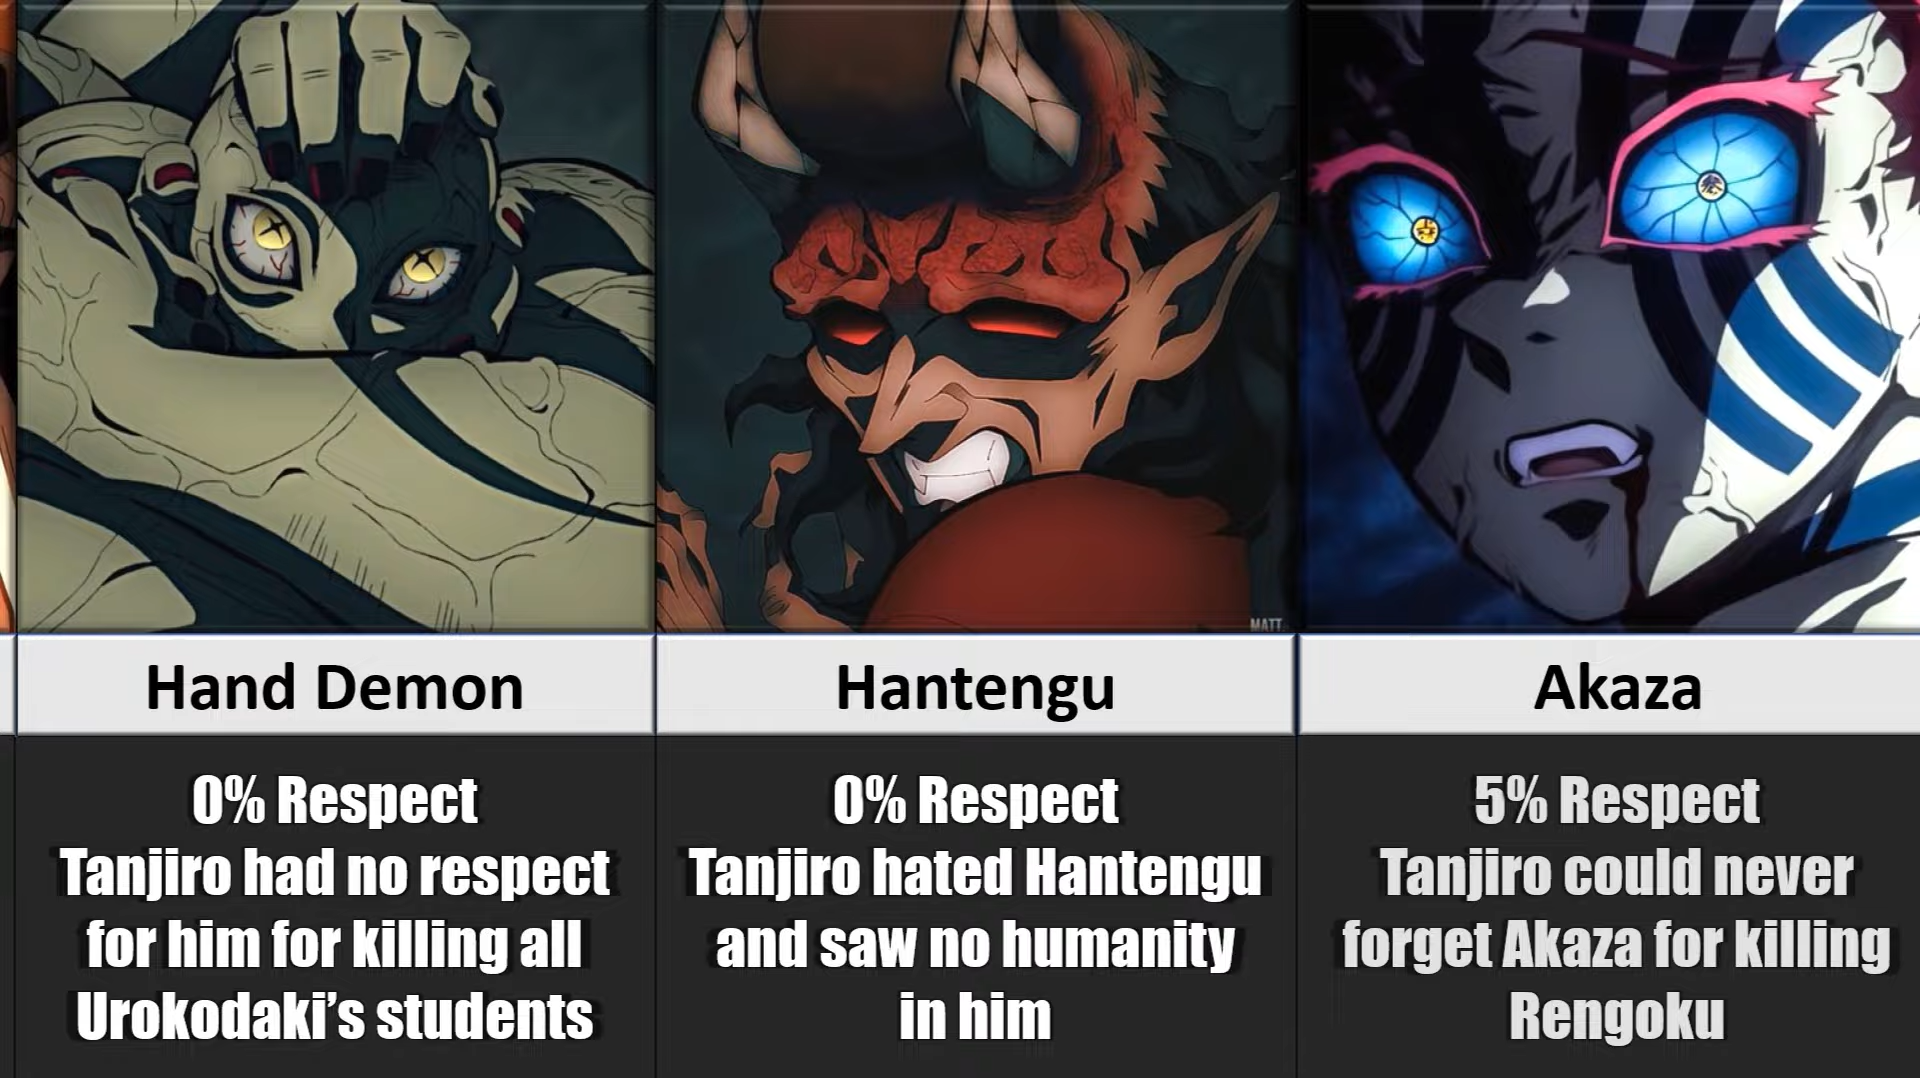 MATT.
Hand Demon
Hantengu
Akaza
0% Respect
Tanjiro had no respect
for him for killing all
Urokodaki's students
0% Respect
Tanjiro hated Hantengu
and saw no humanity
in him
5% Respect
Tanjiro could never
forget Akaza for killing
Rengoku